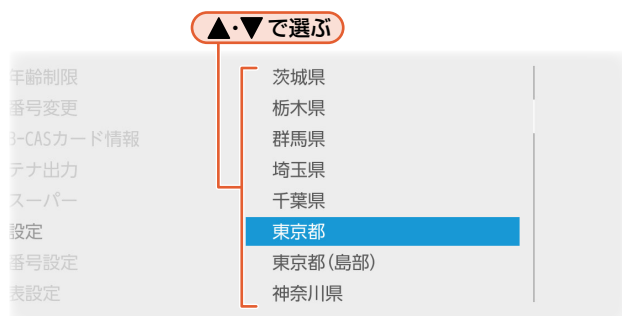 ▲・▼で選ぶ
年齢制限
番号変更
B-CASカード情報
テナ出力
スーパー
設定
番号設定
表設定
茨城県
栃木県
群馬県
埼玉県
千葉県
東京都
東京都(島部)
神奈川県